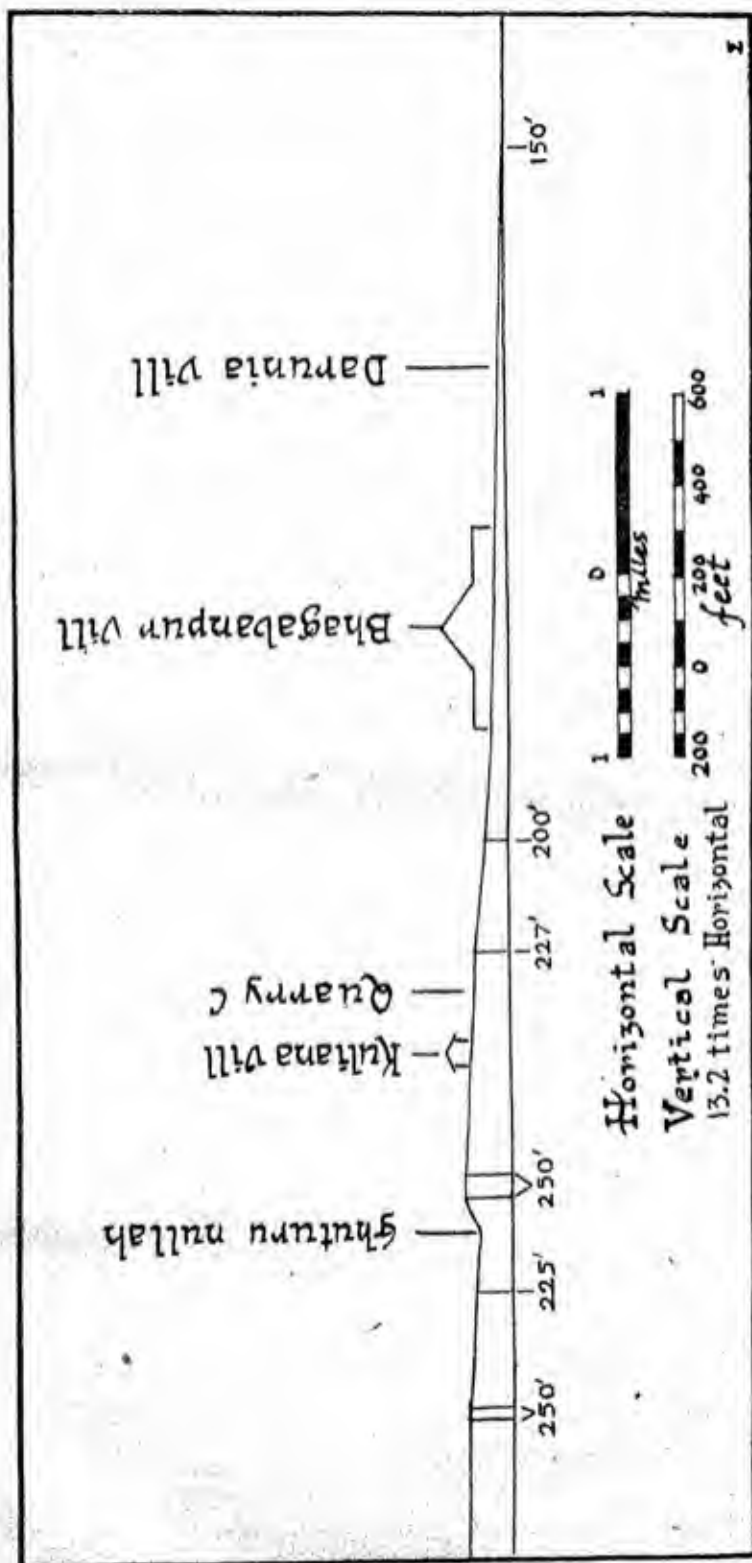 ghuturu nullah
Kuliana vill
Quarry C
Bhagabanpur vill
Darunia vill
250'
225'
250'
227'
200'
150'
Horizontal Scale
1 0 1
miles
Vertical Scale
13.2 times Horizontal
200 0 200 400 600
feet